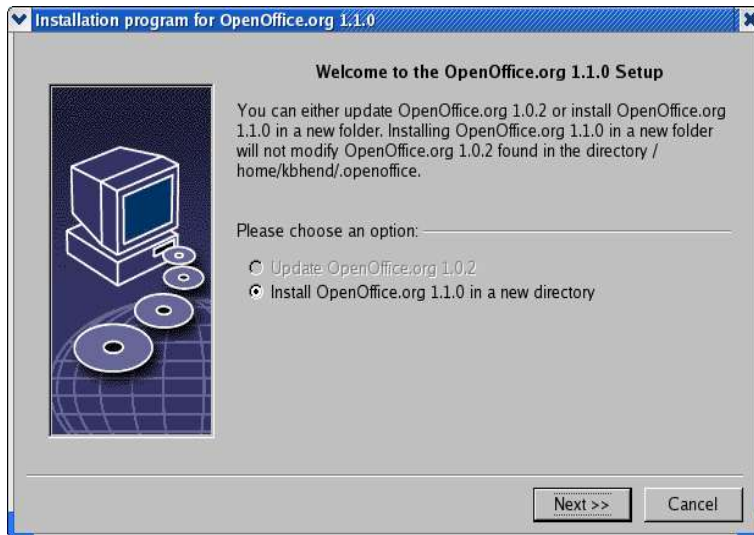 Installation program for OpenOffice.org 1.1.0
Welcome to the OpenOffice.org 1.1.0 Setup
You can either update OpenOffice.org 1.0.2 or install OpenOffice.org
1.1.0 in a new folder. Installing OpenOffice.org 1.1.0 in a new folder
will not modify OpenOffice.org 1.0.2 found in the directory /
home/kbhend/.openoffice.
Please choose an option:
Update OpenOffice.org 1.0.2
Install OpenOffice.org 1.1.0 in a new directory
Next >> Cancel